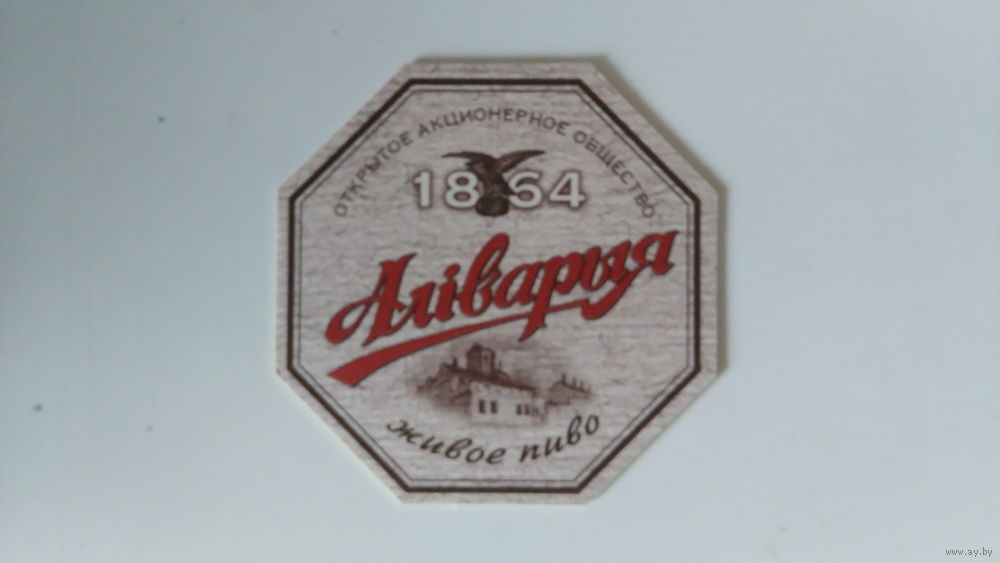 ОТКРЫТОЕ АКЦИОНЕРНОЕ ОБЩЕСТВО
1864
Аліварыя
живое пиво
www.ay.by